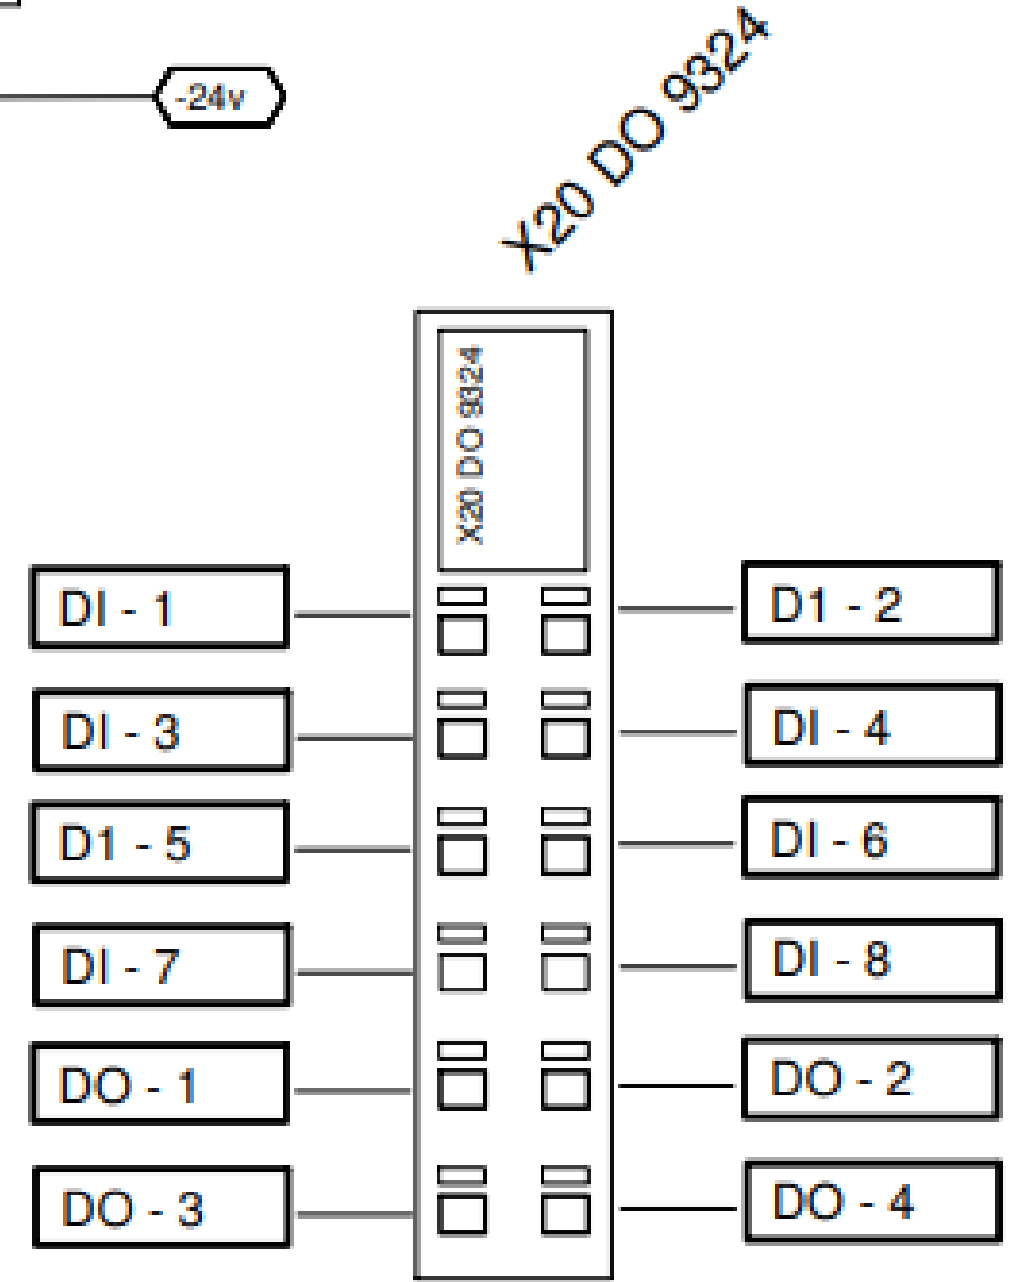 -24v
X20 DO 9324
X20 DO 9324
DI - 1
D1 - 2
DI - 3
DI - 4
D1 - 5
DI - 6
DI - 7
DI - 8
DO - 1
DO - 2
DO - 3
DO - 4